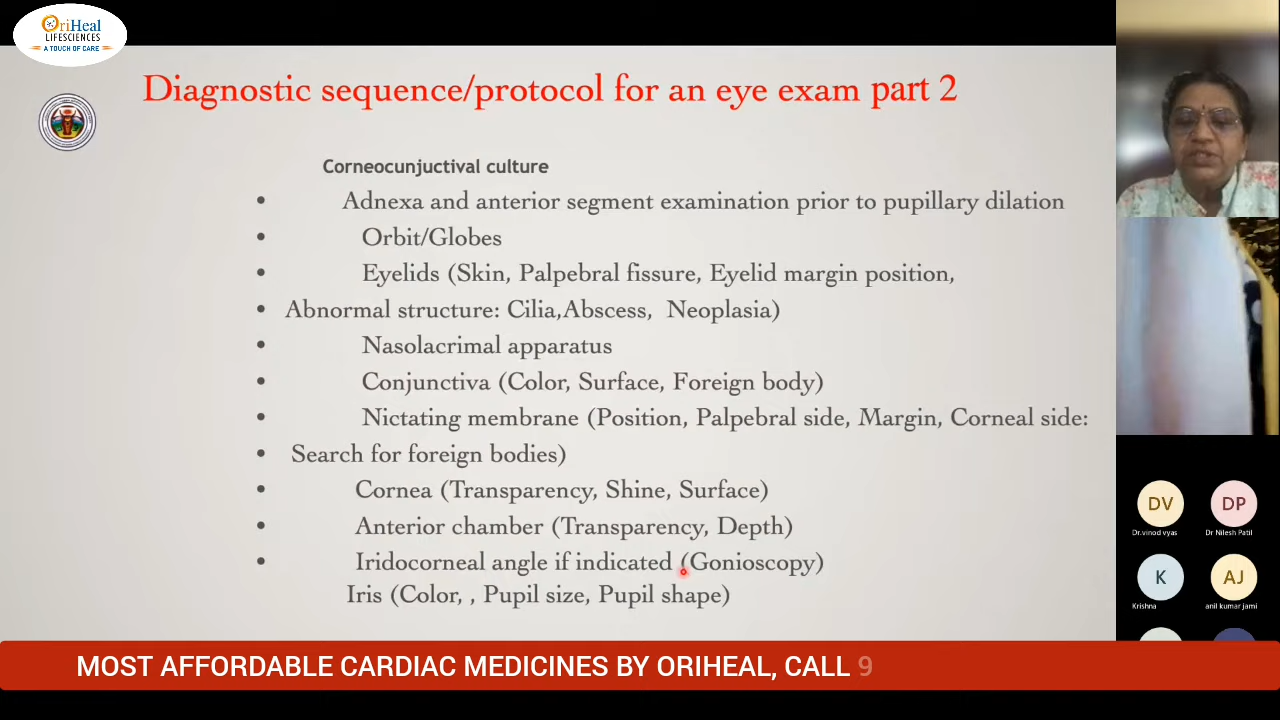 OriHeal
LIFESCIENCES
A TOUCH OF CARE
Diagnostic sequence/protocol for an eye exam part 2
Corneocunjuctival culture
• Adnexa and anterior segment examination prior to pupillary dilation
• Orbit/Globes
• Eyelids (Skin, Palpebral fissure, Eyelid margin position,
• Abnormal structure: Cilia,Abscess, Neoplasia)
• Nasolacrimal apparatus
• Conjunctiva (Color, Surface, Foreign body)
• Nictating membrane (Position, Palpebral side, Margin, Corneal side:
• Search for foreign bodies)
• Cornea (Transparency, Shine, Surface)
• Anterior chamber (Transparency, Depth)
• Iridocorneal angle if indicated (Gonioscopy)
Iris (Color, , Pupil size, Pupil shape)
DV DP
Dr.vinod vyas Dr Nilesh Patil
K AJ
Krishna anil kumar jami
MOST AFFORDABLE CARDIAC MEDICINES BY ORIHEAL, CALL 9